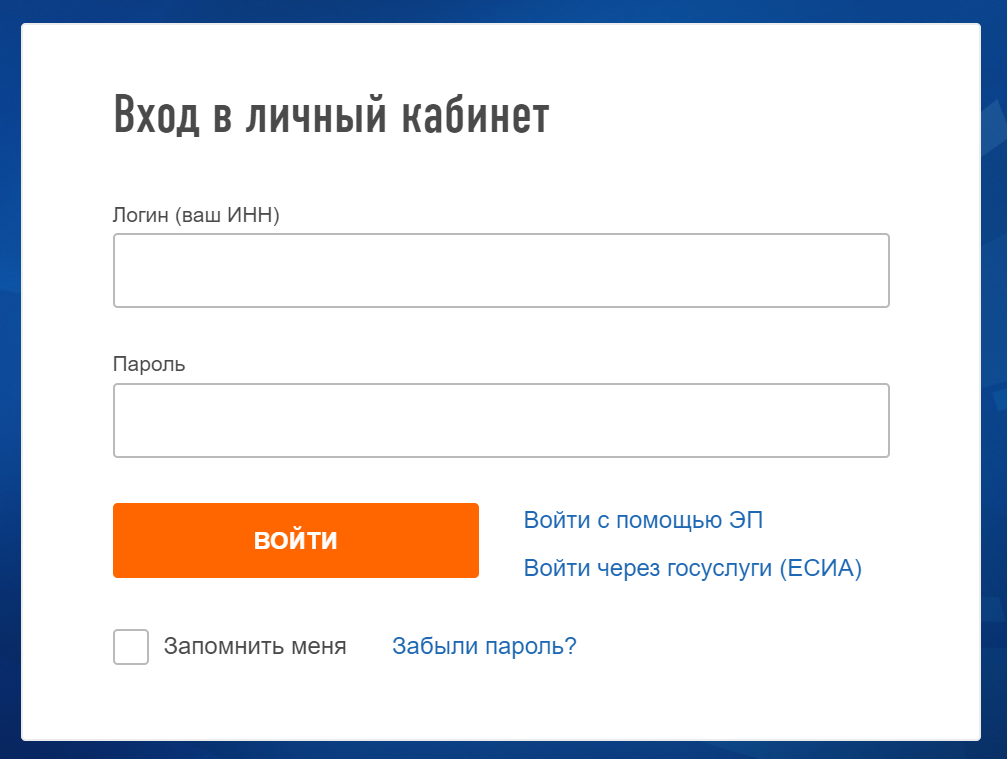 Вход в личный кабинет
Логин (ваш ИНН)
Пароль
ВОЙТИ
Войти с помощью ЭП
Войти через госуслуги (ЕСИА)
Запомнить меня
Забыли пароль?